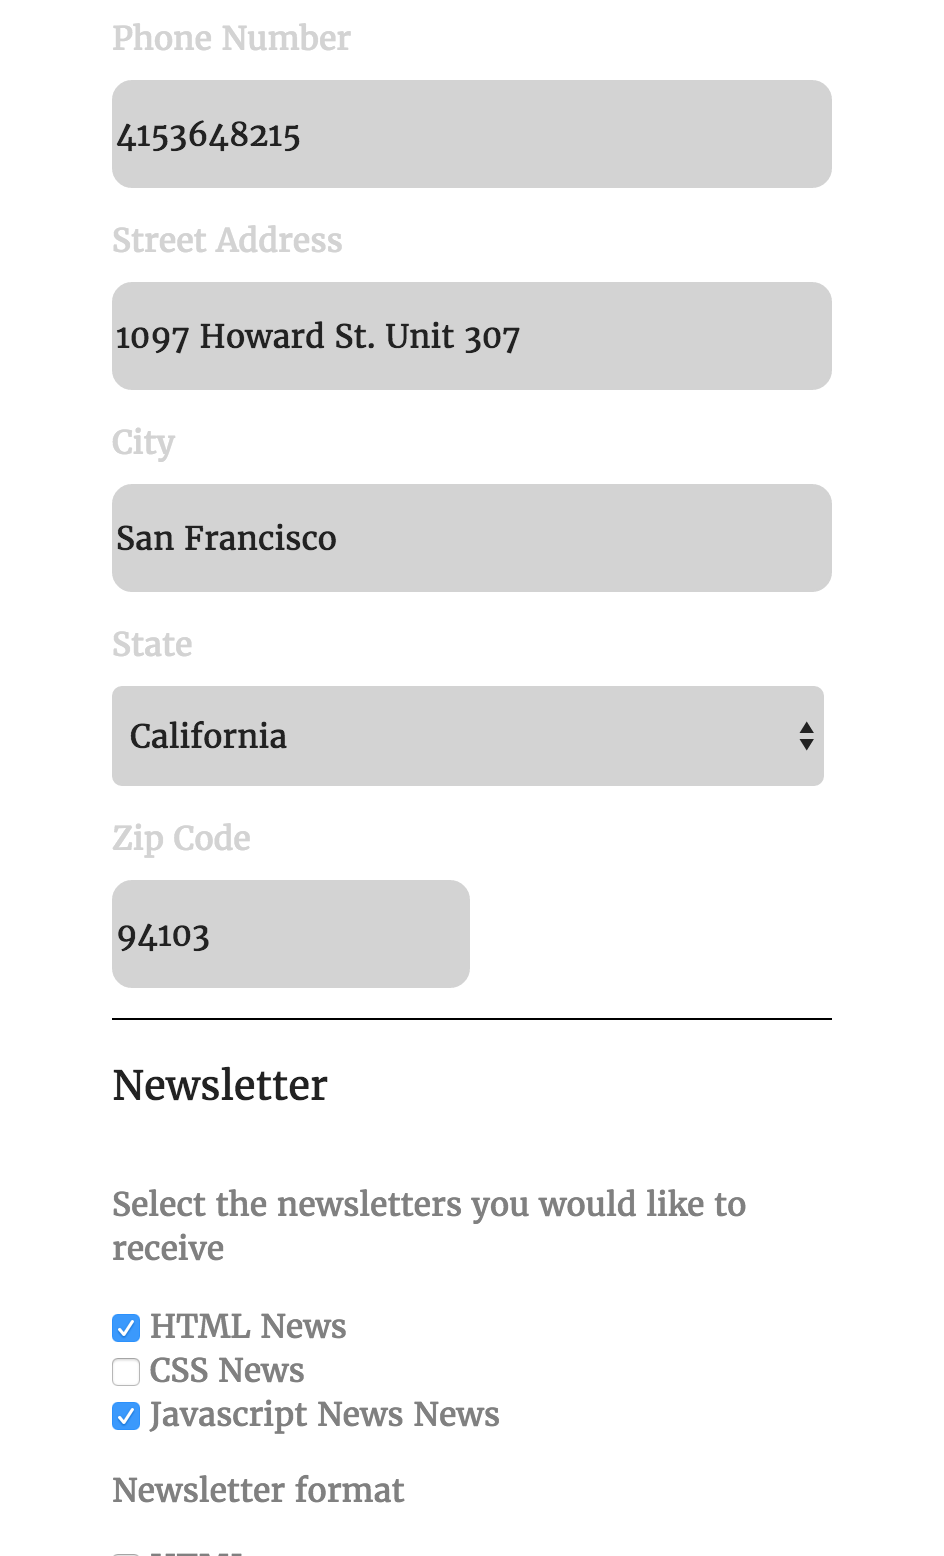 Phone Number
4153648215
Street Address
1097 Howard St. Unit 307
City
San Francisco
State
California
Zip Code
94103
Newsletter
Select the newsletters you would like to
receive
HTML News
CSS News
Javascript News News
Newsletter format